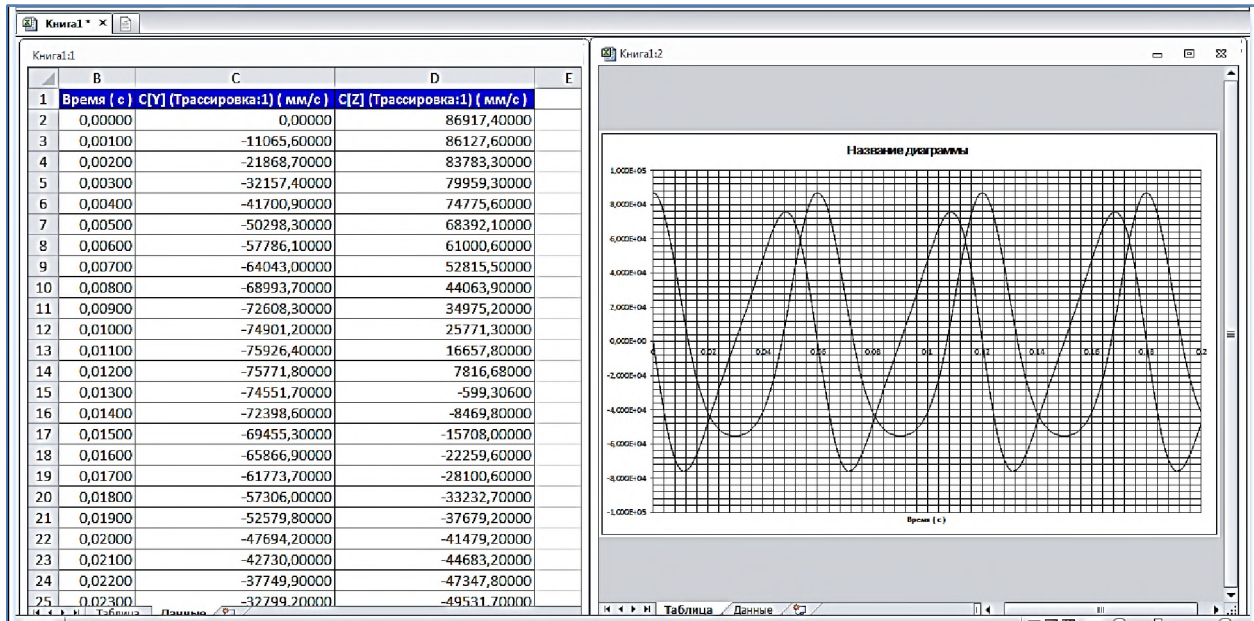 Книга1 * ×
Книга1:1
B C D E
1 Время ( с ) C[Y] (Трассировка:1) ( мм/с ) C[Z] (Трассировка:1) ( мм/с )
2 0,00000 0,00000 86917,40000
3 0,00100 -11065,60000 86127,60000
4 0,00200 -21868,70000 83783,30000
5 0,00300 -32157,40000 79959,30000
6 0,00400 -41700,90000 74775,60000
7 0,00500 -50298,30000 68392,10000
8 0,00600 -57786,10000 61000,60000
9 0,00700 -64043,00000 52815,50000
10 0,00800 -68993,70000 44063,90000
11 0,00900 -72608,30000 34975,20000
12 0,01000 -74901,20000 25771,30000
13 0,01100 -75926,40000 16657,80000
14 0,01200 -75771,80000 7816,68000
15 0,01300 -74551,70000 -599,30600
16 0,01400 -72398,60000 -8469,80000
17 0,01500 -69455,30000 -15708,00000
18 0,01600 -65866,90000 -22259,60000
19 0,01700 -61773,70000 -28100,60000
20 0,01800 -57306,00000 -33232,70000
21 0,01900 -52579,80000 -37679,20000
22 0,02000 -47694,20000 -41479,20000
23 0,02100 -42730,00000 -44683,20000
24 0,02200 -37749,90000 -47347,80000
25 0,02300 -32799,20000 -49531,70000
Таблица Данные
Книга1:2
Название диаграммы
1,000E+05
8,000E+04
6,000E+04
4,000E+04
2,000E+04
0,000E+00
0,02 0,04 0,06 0,08 0,1 0,12 0,14 0,16 0,18 0,2
-2,000E+04
-4,000E+04
-6,000E+04
-8,000E+04
-1,000E+05
Время ( с )
Таблица Данные